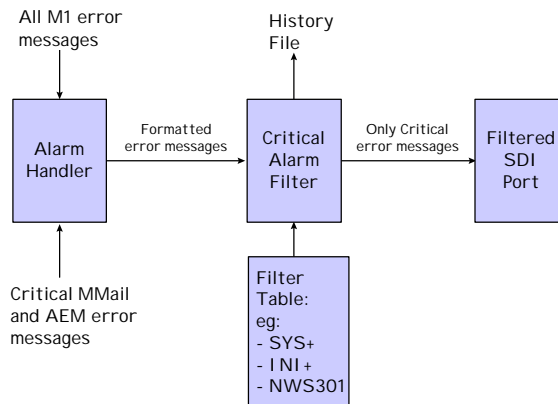 All M1 error
messages
History
File
Alarm
Handler
Formatted
error messages
Critical
Alarm
Filter
Only Critical
error messages
Filtered
SDI
Port
Critical MMail
and AEM error
messages
Filter
Table:
eg:
- SYS+
- INI+
- NWS301